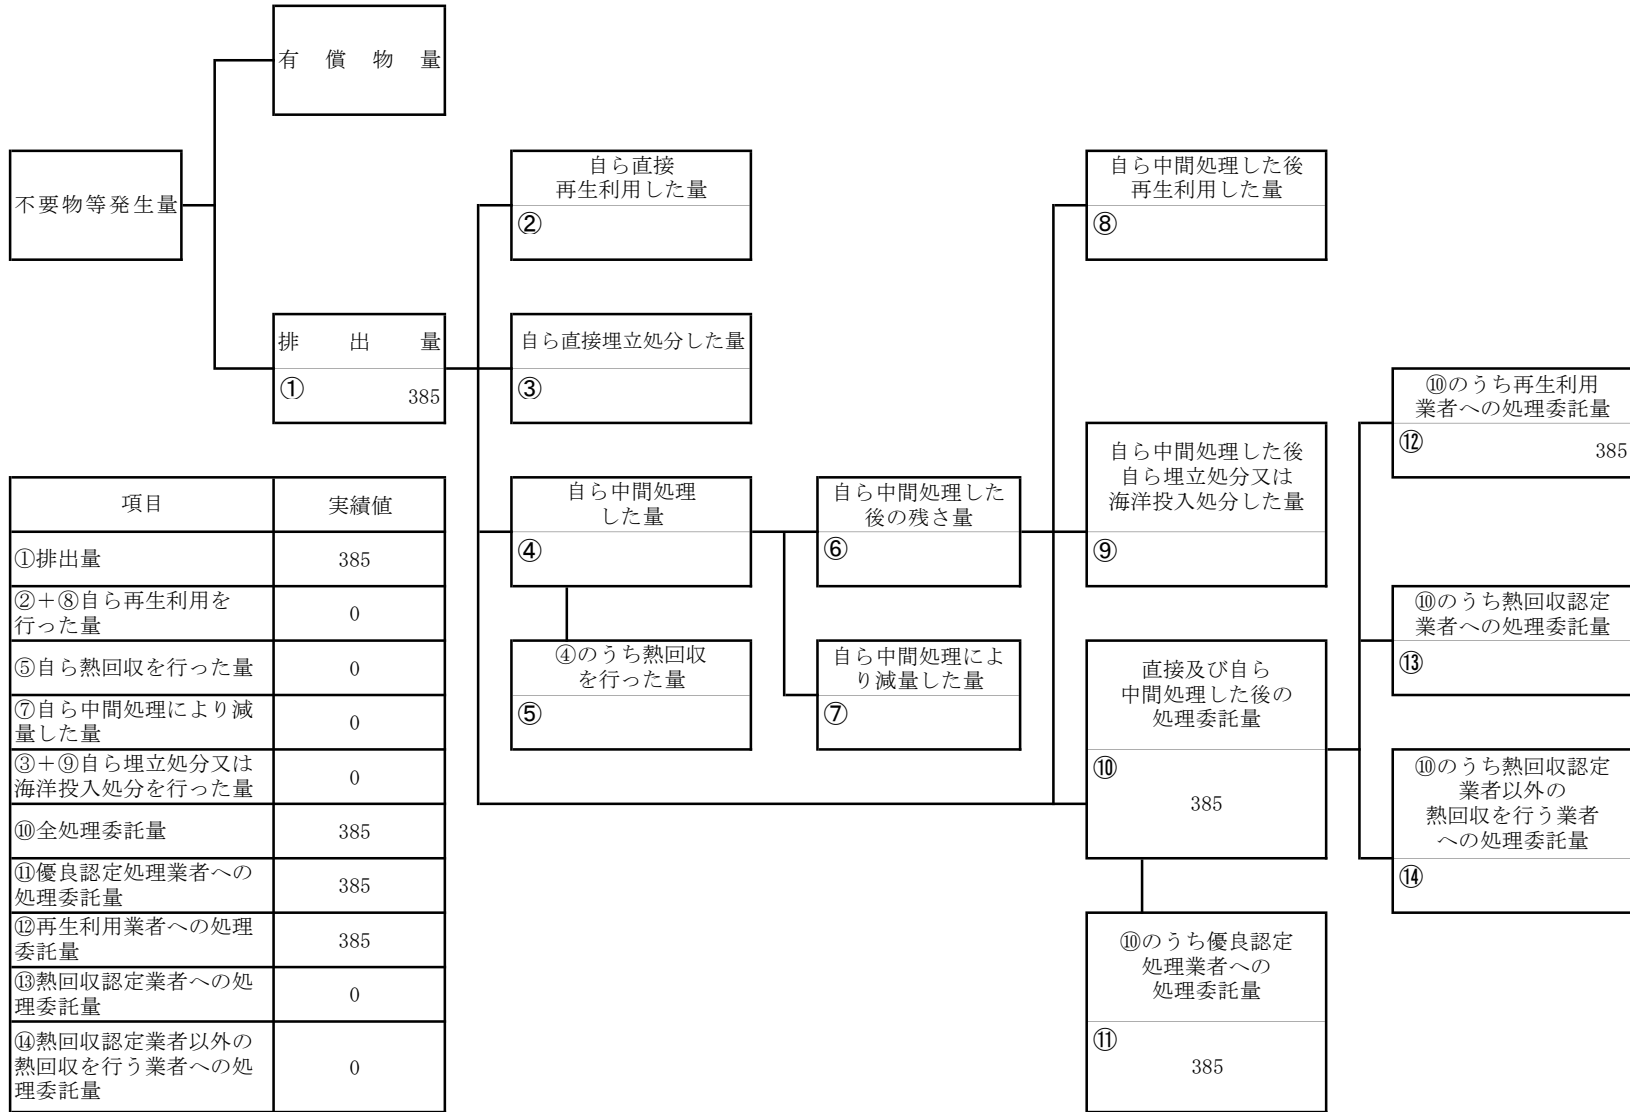 有償物量
不要物等発生量
排出量
① 385
自ら直接
再生利用した量
②
自ら直接埋立処分した量
③
自ら中間処理
した量
④
④のうち熱回収
を行った量
⑤
自ら中間処理した
後の残さ量
⑥
自ら中間処理によ
り減量した量
⑦
自ら中間処理した後
再生利用した量
⑧
自ら中間処理した後
自ら埋立処分又は
海洋投入処分した量
⑨
直接及び自ら
中間処理した後の
処理委託量
⑩
385
⑩のうち優良認定
処理業者への
処理委託量
⑪
385
⑩のうち再生利用
業者への処理委託量
⑫ 385
⑩のうち熱回収認定
業者への処理委託量
⑬
⑩のうち熱回収認定
業者以外の
熱回収を行う業者
への処理委託量
⑭
項目 実績値
①排出量 385
②+⑧自ら再生利用を
行った量 0
⑤自ら熱回収を行った量 0
⑦自ら中間処理により減
量した量 0
③+⑨自ら埋立処分又は
海洋投入処分を行った量 0
⑩全処理委託量 385
⑪優良認定処理業者への
処理委託量 385
⑫再生利用業者への処理
委託量 385
⑬熱回収認定業者への処
理委託量 0
⑭熱回収認定業者以外の
熱回収を行う業者への処
理委託量 0